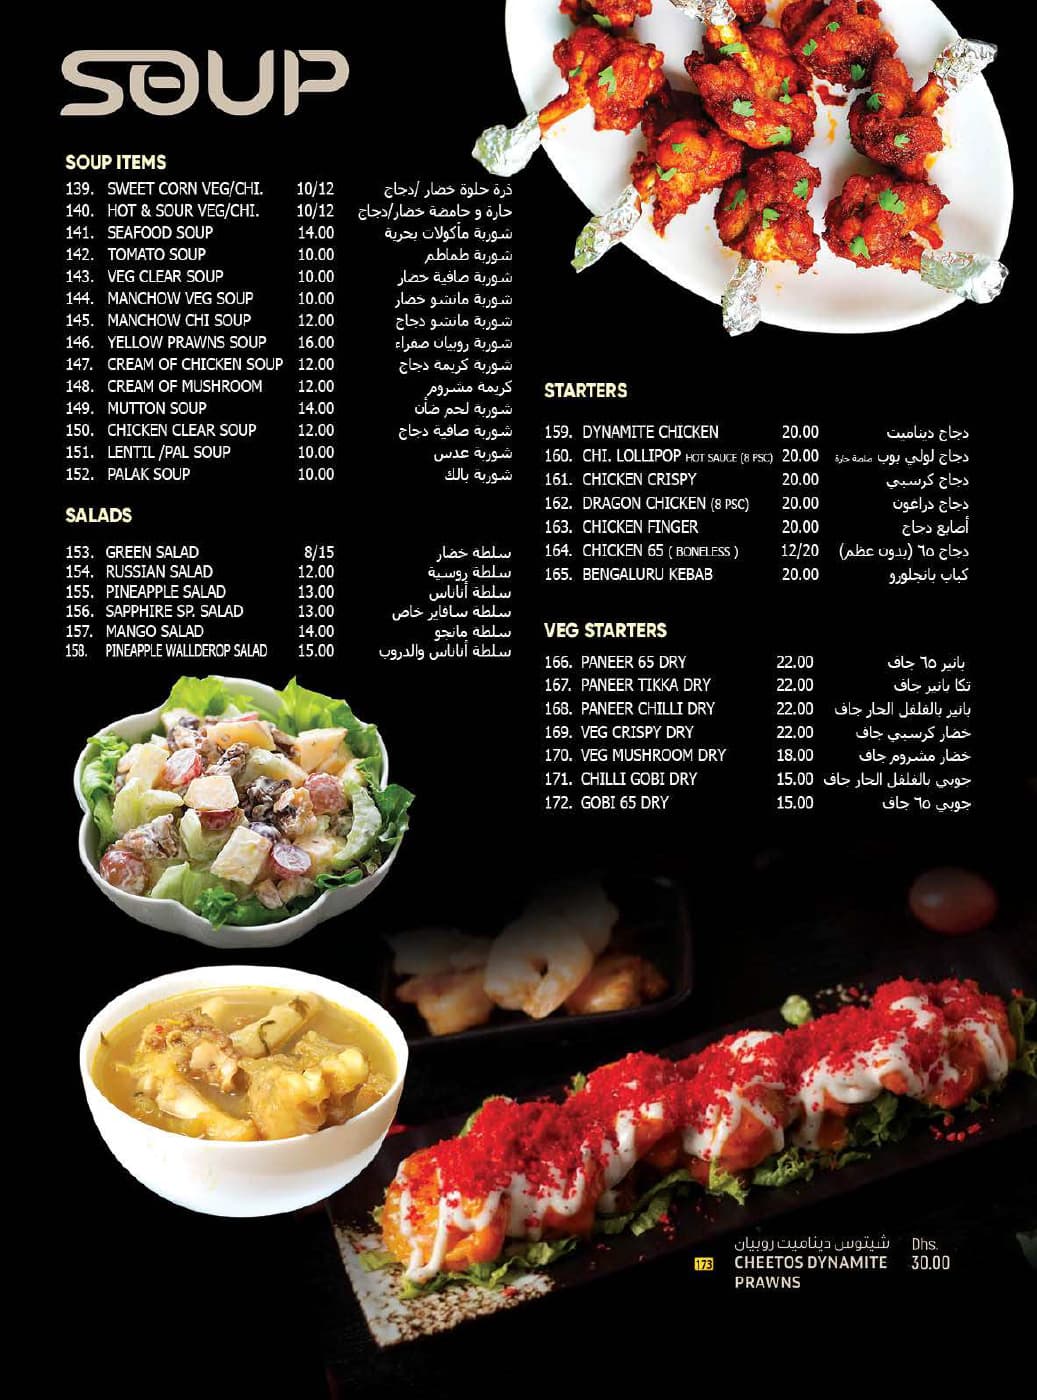 SOUP
SOUP ITEMS
139. SWEET CORN VEG/CHI. 10/12 ذرة حلوة خضار /دجاج
140. HOT & SOUR VEG/CHI. 10/12 حارة و حامضة خضار/دجاج
141. SEAFOOD SOUP 14.00 شوربة مأكولات بحرية
142. TOMATO SOUP 10.00 شوربة طماطم
143. VEG CLEAR SOUP 10.00 شوربة صافية خضار
144. MANCHOW VEG SOUP 10.00 شوربة مانشو خضار
145. MANCHOW CHI SOUP 12.00 شوربة مانشو دجاج
146. YELLOW PRAWNS SOUP 16.00 شوربة روبيان صفراء
147. CREAM OF CHICKEN SOUP 12.00 شوربة كريمة دجاج
148. CREAM OF MUSHROOM 12.00 كريمة مشروم
149. MUTTON SOUP 14.00 شوربة لحم ضأن
150. CHICKEN CLEAR SOUP 12.00 شوربة صافية دجاج
151. LENTIL /PAL SOUP 10.00 شوربة عدس
152. PALAK SOUP 10.00 شوربة بالك
SALADS
153. GREEN SALAD 8/15 سلطة خضار
154. RUSSIAN SALAD 12.00 سلطة روسية
155. PINEAPPLE SALAD 13.00 سلطة أناناس
156. SAPPHIRE SP. SALAD 13.00 سلطة سافاير خاص
157. MANGO SALAD 14.00 سلطة مانجو
158. PINEAPPLE WALLDEROP SALAD 15.00 سلطة أناناس والدروب
STARTERS
159. DYNAMITE CHICKEN 20.00 دجاج ديناميت
160. CHI. LOLLIPOP HOT SAUCE (8 PSC) 20.00 دجاج لولي بوب صلصة حارة
161. CHICKEN CRISPY 20.00 دجاج كرسبي
162. DRAGON CHICKEN (8 PSC) 20.00 دجاج دراغون
163. CHICKEN FINGER 20.00 أصابع دجاج
164. CHICKEN 65 ( BONELESS ) 12/20 دجاج ٦٥ (بدون عظم)
165. BENGALURU KEBAB 20.00 كباب بانجلورو
VEG STARTERS
166. PANEER 65 DRY 22.00 بانير ٦٥ جاف
167. PANEER TIKKA DRY 22.00 تكا بانير جاف
168. PANEER CHILLI DRY 22.00 بانير بالفلفل الحار جاف
169. VEG CRISPY DRY 22.00 خضار كرسبي جاف
170. VEG MUSHROOM DRY 18.00 خضار مشروم جاف
171. CHILLI GOBI DRY 15.00 جوبي بالفلفل الحار جاف
172. GOBI 65 DRY 15.00 جوبي ٦٥ جاف
شيتوس ديناميت روبيان Dhs.
173 CHEETOS DYNAMITE 30.00
PRAWNS